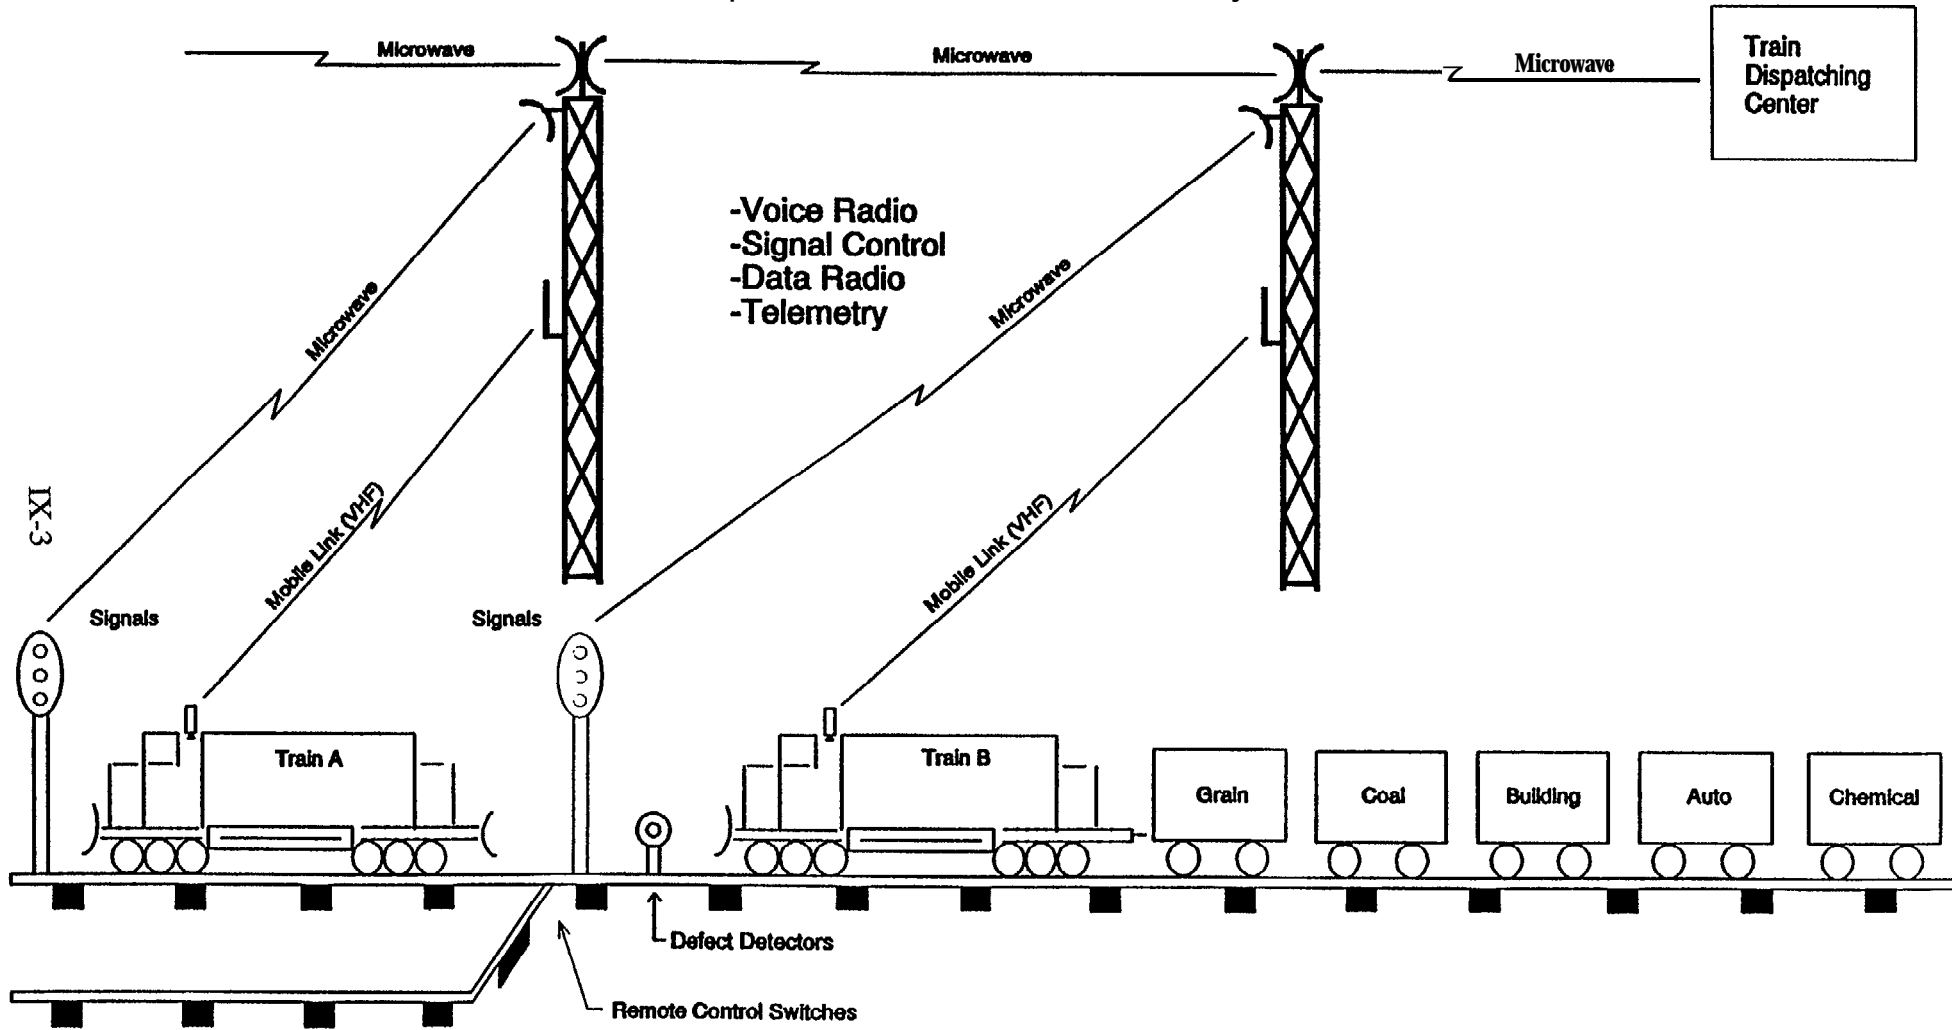 Microwave
Microwave
Microwave
Train
Dispatching
Center
-Voice Radio
-Signal Control
-Data Radio
-Telemetry
Microwave
Microwave
Mobile Link (VHF)
Mobile Link (VHF)
IX-3
Signals
Signals
Train A
Train B
Grain
Coal
Building
Auto
Chemical
Defect Detectors
Remote Control Switches